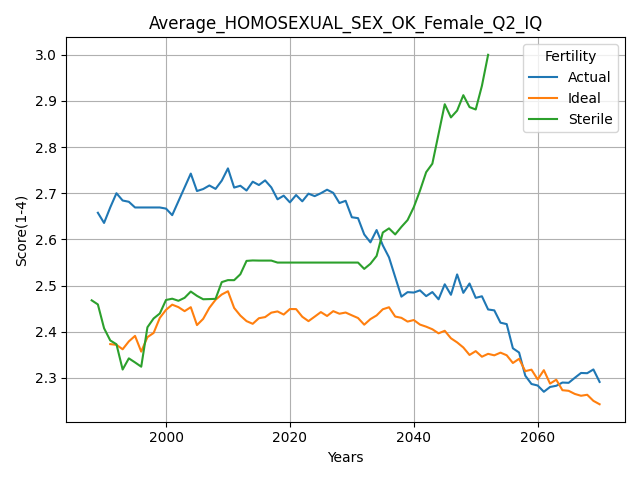 Average_HOMOSEXUAL_SEX_OK_Female_Q2_IQ
Fertility
Actual
Ideal
Sterile
Score(1-4)
3.0
2.9
2.8
2.7
2.6
2.5
2.4
2.3
2000
2020
2040
2060
Years